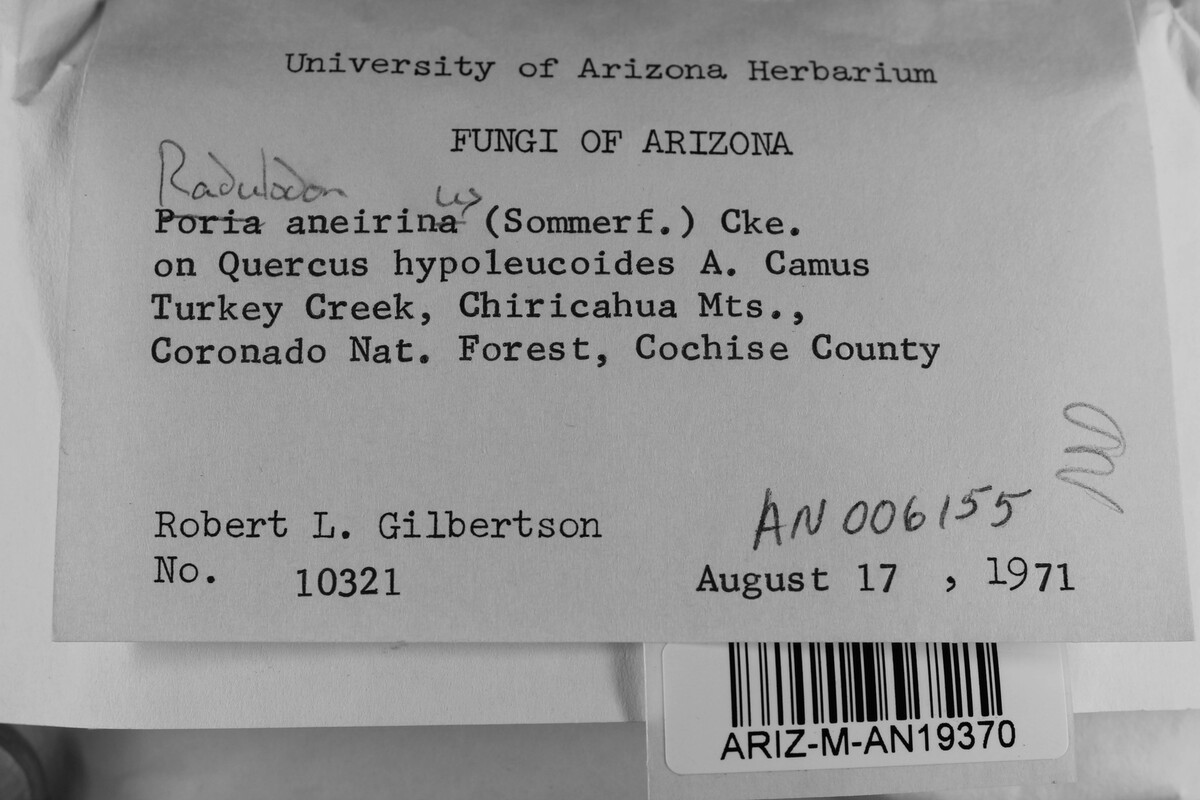 University of Arizona Herbarium
FUNGI OF ARIZONA
Radulodon us
Poria aneirina (Sommerf.) Cke.
on Quercus hypoleucoides A. Camus
Turkey Creek, Chiricahua Mts.,
Coronado Nat. Forest, Cochise County
Robert L. Gilbertson
AN 006155
No. 10321
August 17 , 1971
ARIZ-M-AN19370